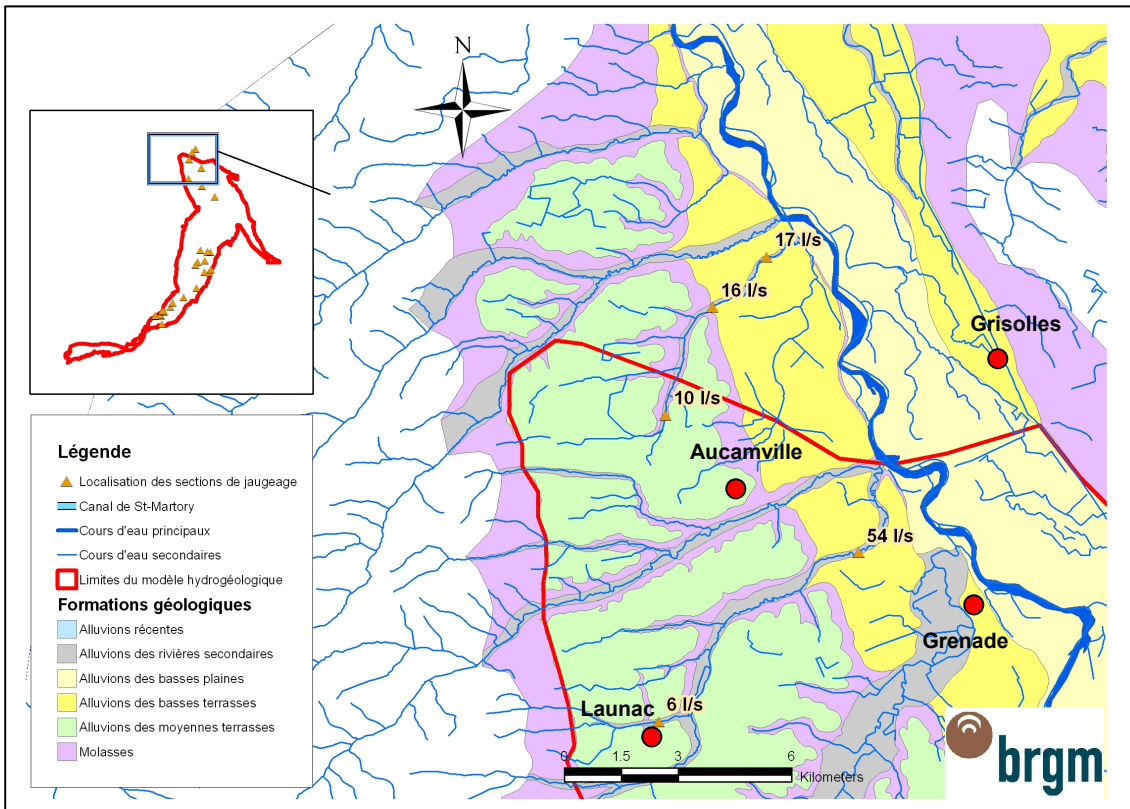 N
17 l/s
16 l/s
Grisolles
10 l/s
Aucamville
54 l/s
Grenade
Launac
6 l/s
Légende
Localisation des sections de jaugeage
Canal de St-Martory
Cours d'eau principaux
Cours d'eau secondaires
Limites du modèle hydrogéologique
Formations géologiques
Alluvions récentes
Alluvions des rivières secondaires
Alluvions des basses plaines
Alluvions des basses terrasses
Alluvions des moyennes terrasses
Molasses
0 1.5 3 6
Kilometers
brgm